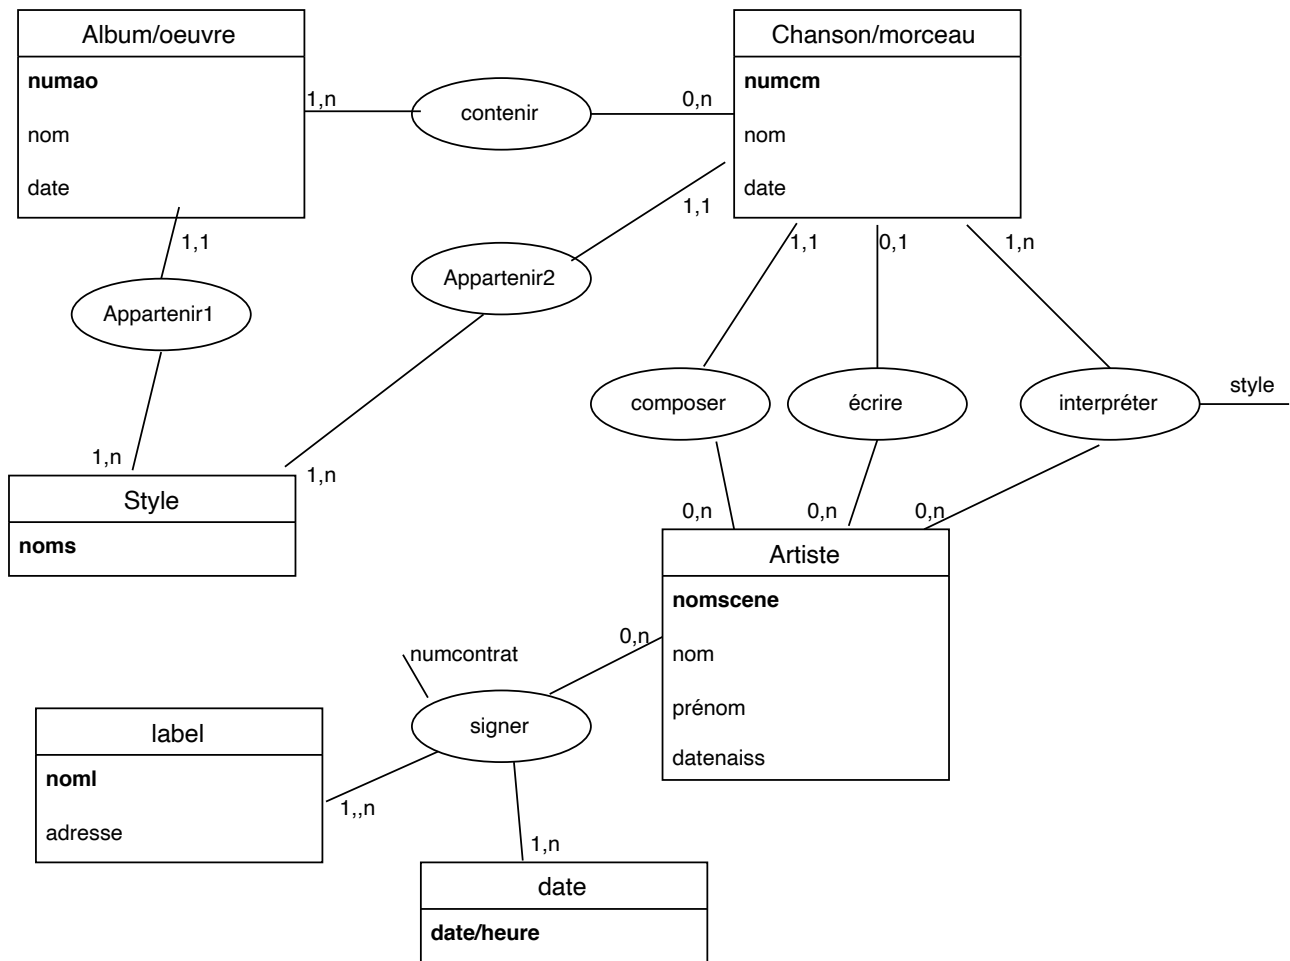 Album/oeuvre
numao
nom
date
1,n
contenir
0,n
Chanson/morceau
numcm
nom
date
1,1
Appartenir1
1,n
1,1
Appartenir2
1,n
1,1
0,1
1,n
composer
écrire
interpréter
style
0,n
0,n
0,n
Style
noms
Artiste
nomscene
nom
prénom
datenaiss
0,n
numcontrat
signer
label
noml
adresse
1,,n
1,n
date
date/heure